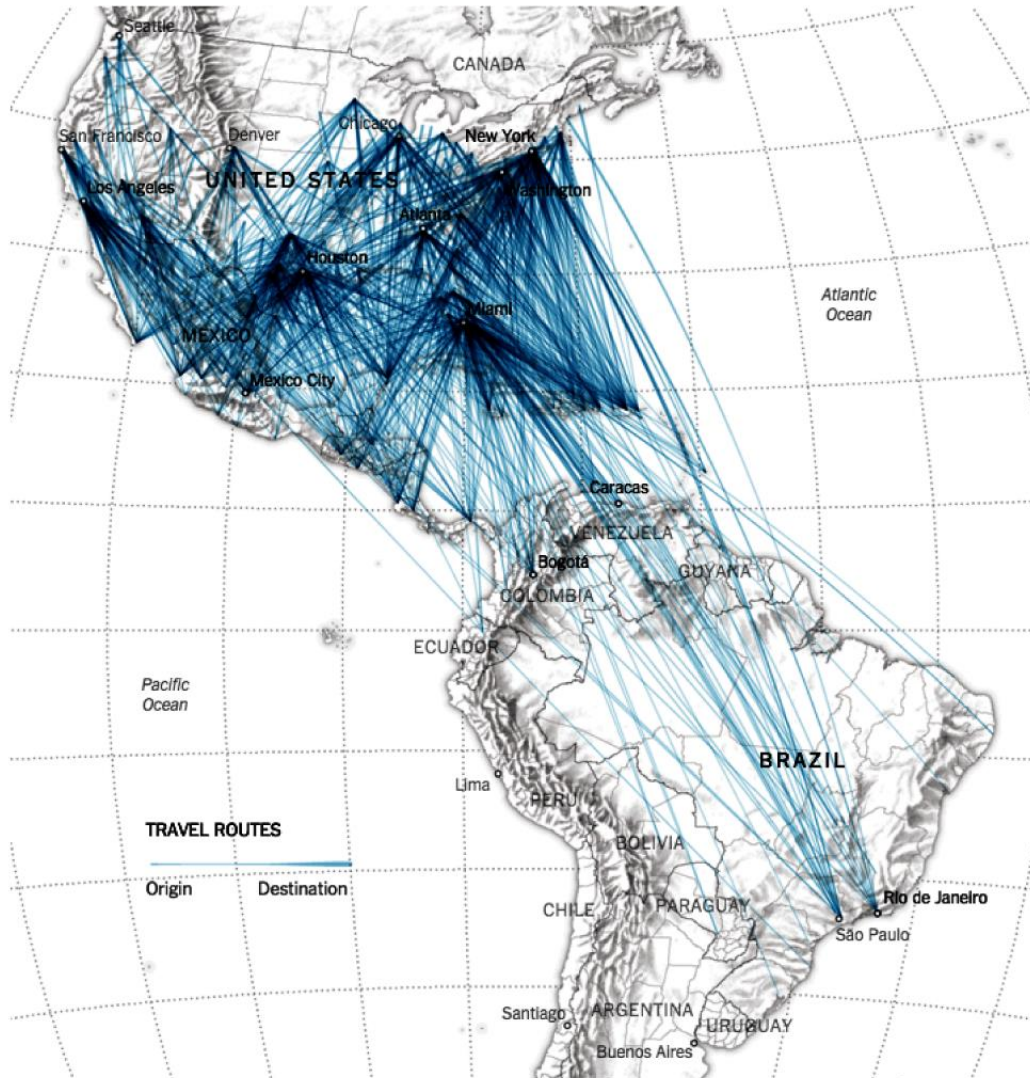 Seattle
CANADA
San Francisco
Denver
Chicago
New York
Los Angeles
UNITED STATES
Washington
Atlanta
Houston
Miami
MEXICO
Mexico City
Atlantic
Ocean
Caracas
VENEZUELA
Bogotá
GUYANA
COLOMBIA
ECUADOR
Pacific
Ocean
BRAZIL
Lima
PERU
TRAVEL ROUTES
BOLIVIA
Origin
Destination
CHILE
PARAGUAY
Rio de Janeiro
São Paulo
Santiago
ARGENTINA
URUGUAY
Buenos Aires